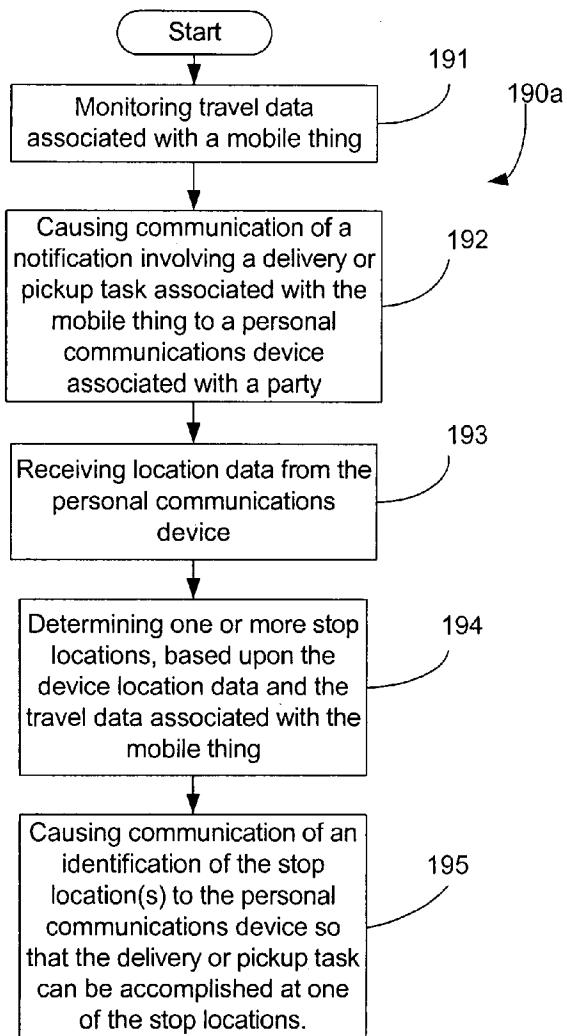 Start
191
190a
Monitoring travel data
associated with a mobile thing
192
Causing communication of a
notification involving a delivery or
pickup task associated with the
mobile thing to a personal
communications device
associated with a party
193
Receiving location data from the
personal communications
device
194
Determining one or more stop
locations, based upon the
device location data and the
travel data associated with the
mobile thing
195
Causing communication of an
identification of the stop
location(s) to the personal
communications device so
that the delivery or pickup task
can be accomplished at one
of the stop locations.